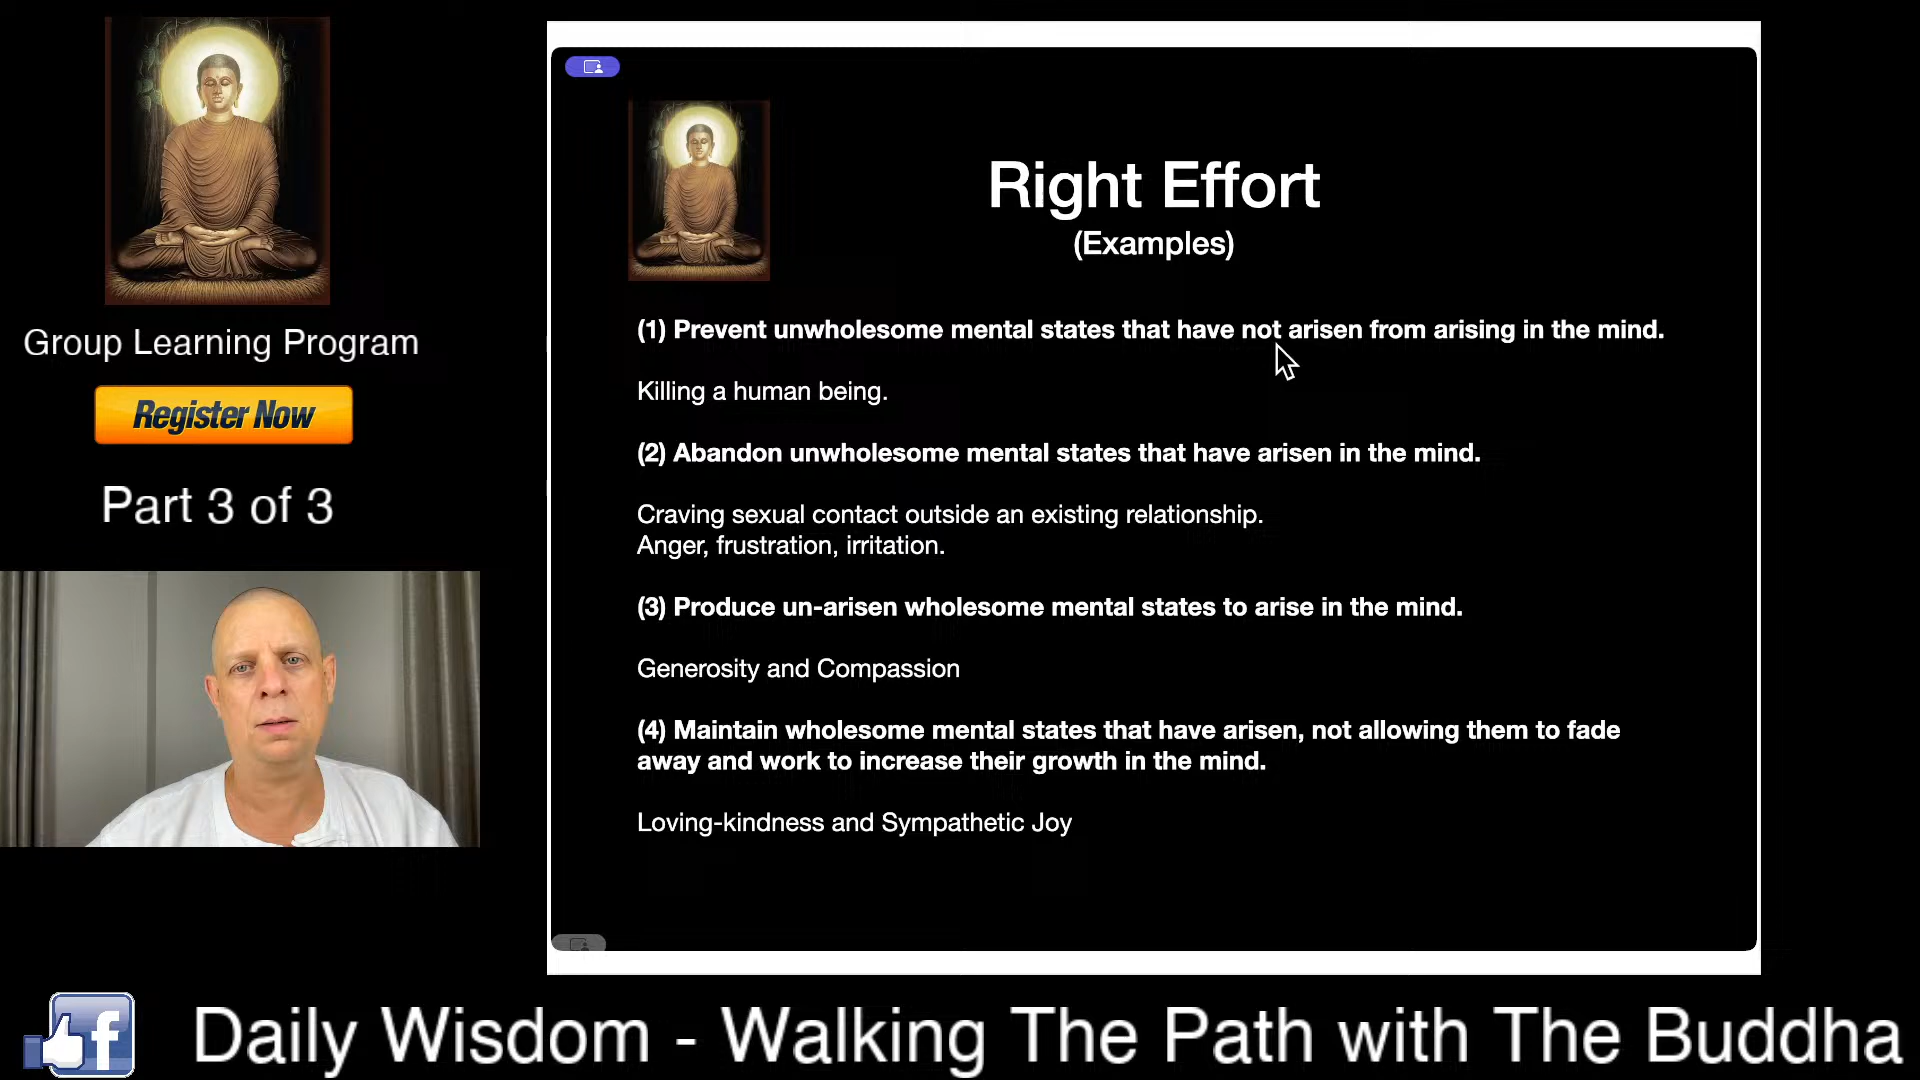 Group Learning Program
Register Now
Part 3 of 3
Right Effort
(Examples)
(1) Prevent unwholesome mental states that have not arisen from arising in the mind.
Killing a human being.
(2) Abandon unwholesome mental states that have arisen in the mind.
Craving sexual contact outside an existing relationship.
Anger, frustration, irritation.
(3) Produce un-arisen wholesome mental states to arise in the mind.
Generosity and Compassion
(4) Maintain wholesome mental states that have arisen, not allowing them to fade
away and work to increase their growth in the mind.
Loving-kindness and Sympathetic Joy
f
Daily Wisdom - Walking The Path with The Buddha